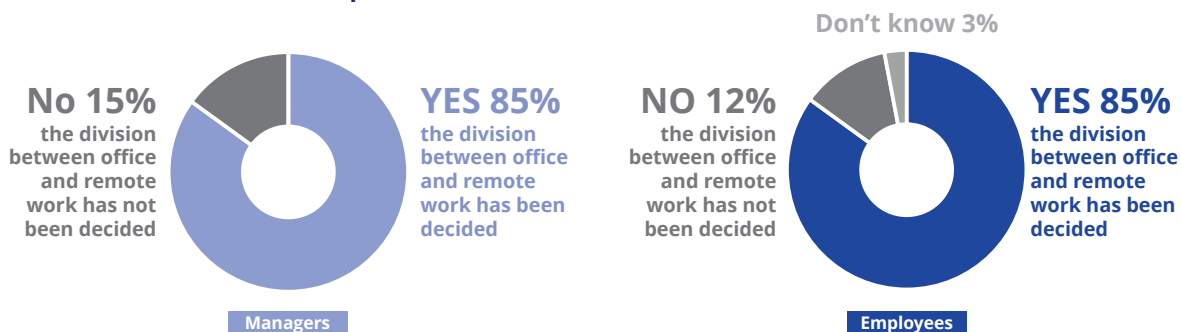 No 15%
the division
between office
and remote
work has not
been decided
YES 85%
the division
between office
and remote
work has been
decided
Managers
Don't know 3%
NO 12%
the division
between office
and remote
work has not
been decided
YES 85%
the division
between office
and remote
work has been
decided
Employees